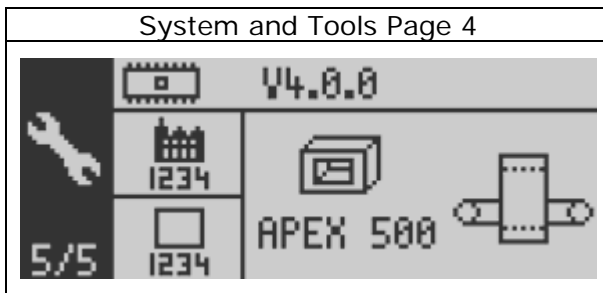 System and Tools Page 4
V4.0.0
1234
APEX 500
1234
5/5